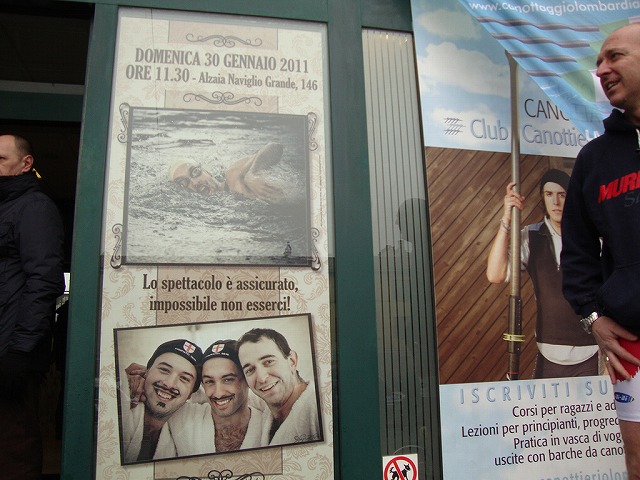 DOMENICA 30 GENNAIO 2011
ORE 11.30 - Alzaia Naviglio Grande, 146
Lo spettacolo è assicurato,
impossibile non esserci!
www.canottaggiolombardia
Club Canottie
ISCRIVITI SU
Corsi per ragazzi e ad
Lezioni per principianti, progred
Pratica in vasca di vog
uscite con barche da cano